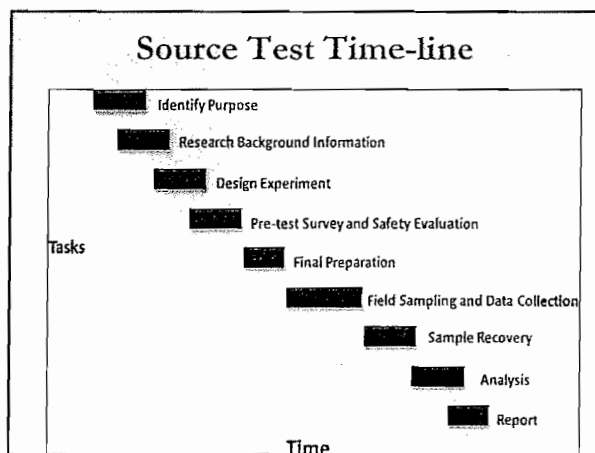 Source Test Time-line
Identify Purpose
Research Background Information
Design Experiment
Pre-test Survey and Safety Evaluation
Tasks
Final Preparation
Field Sampling and Data Collection
Sample Recovery
Analysis
Report
Time